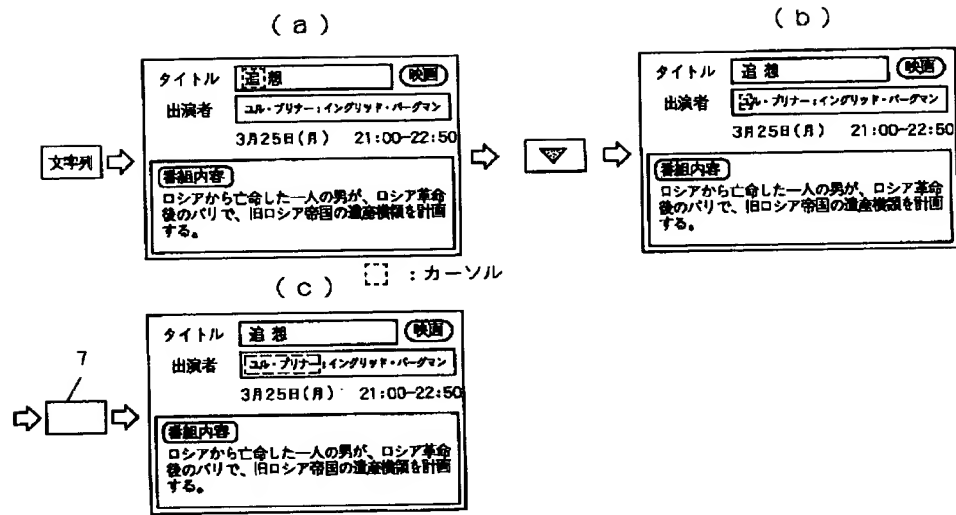 (a)
タイトル 追想 映画
出演者 ユル・ブリナー:イングリッド・バーグマン
3月25日(月) 21:00-22:50
文字列
番組内容
ロシアから亡命した一人の男が、ロシア革命
後のパリで、旧ロシア帝国の遺産横領を計画
する。
(b)
タイトル 追想 映画
出演者 ユル・ブリナー:イングリッド・バーグマン
3月25日(月) 21:00-22:50
番組内容
ロシアから亡命した一人の男が、ロシア革命
後のパリで、旧ロシア帝国の遺産横領を計画
する。
:カーソル
(c)
タイトル 追想 映画
出演者 ユル・ブリナー:イングリッド・バーグマン
3月25日(月) 21:00-22:50
7
番組内容
ロシアから亡命した一人の男が、ロシア革命
後のパリで、旧ロシア帝国の遺産横領を計画
する。